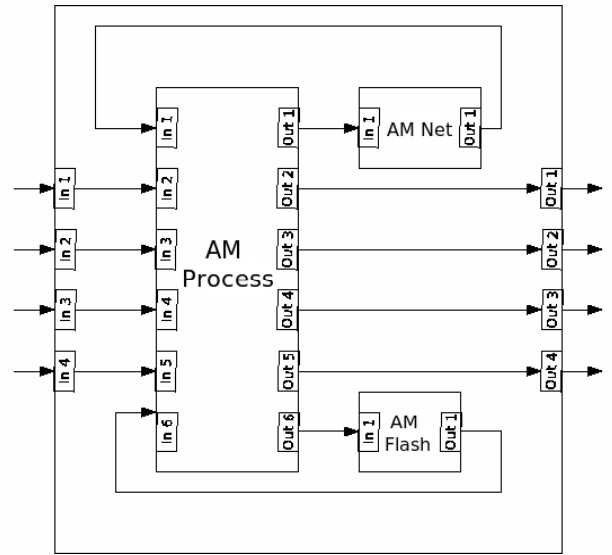 In 1
Out 1
In 1
AM Net
Out 1
In 1
In 2
Out 2
Out 1
In 2
In 3
AM
Process
Out 3
Out 2
In 3
In 4
Out 4
Out 3
In 4
In 5
Out 5
Out 4
In 6
Out 6
In 1
AM
Flash
Out 1